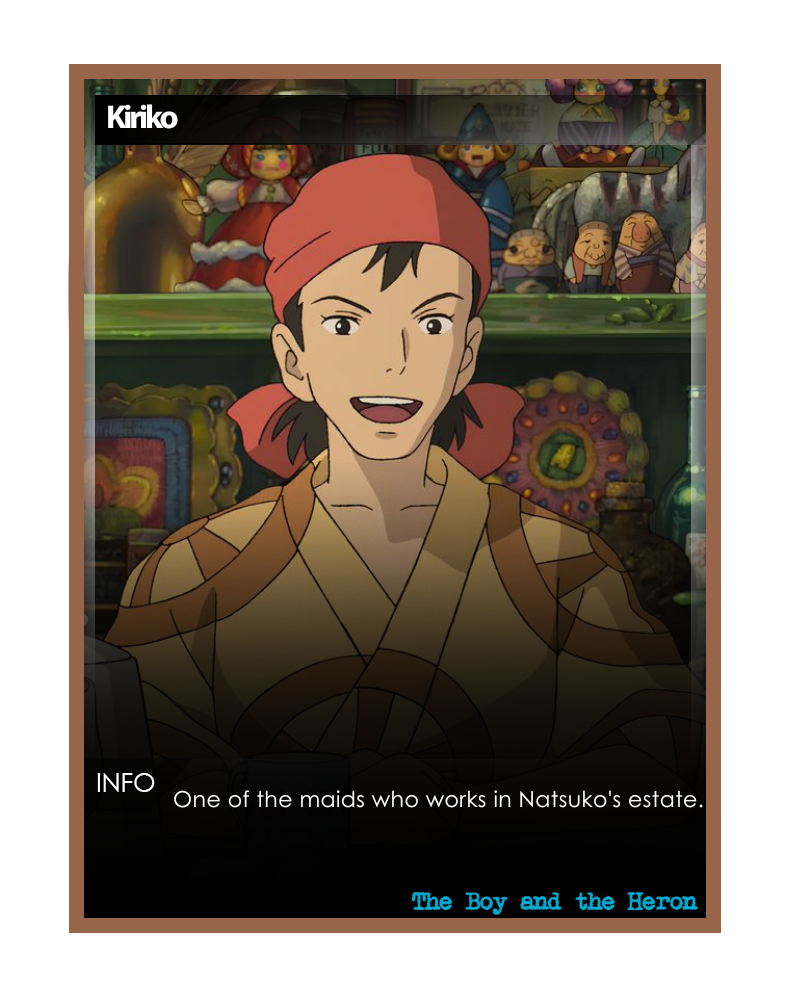 Kiriko
INFO
One of the maids who works in Natsuko's estate.
The Boy and the Heron